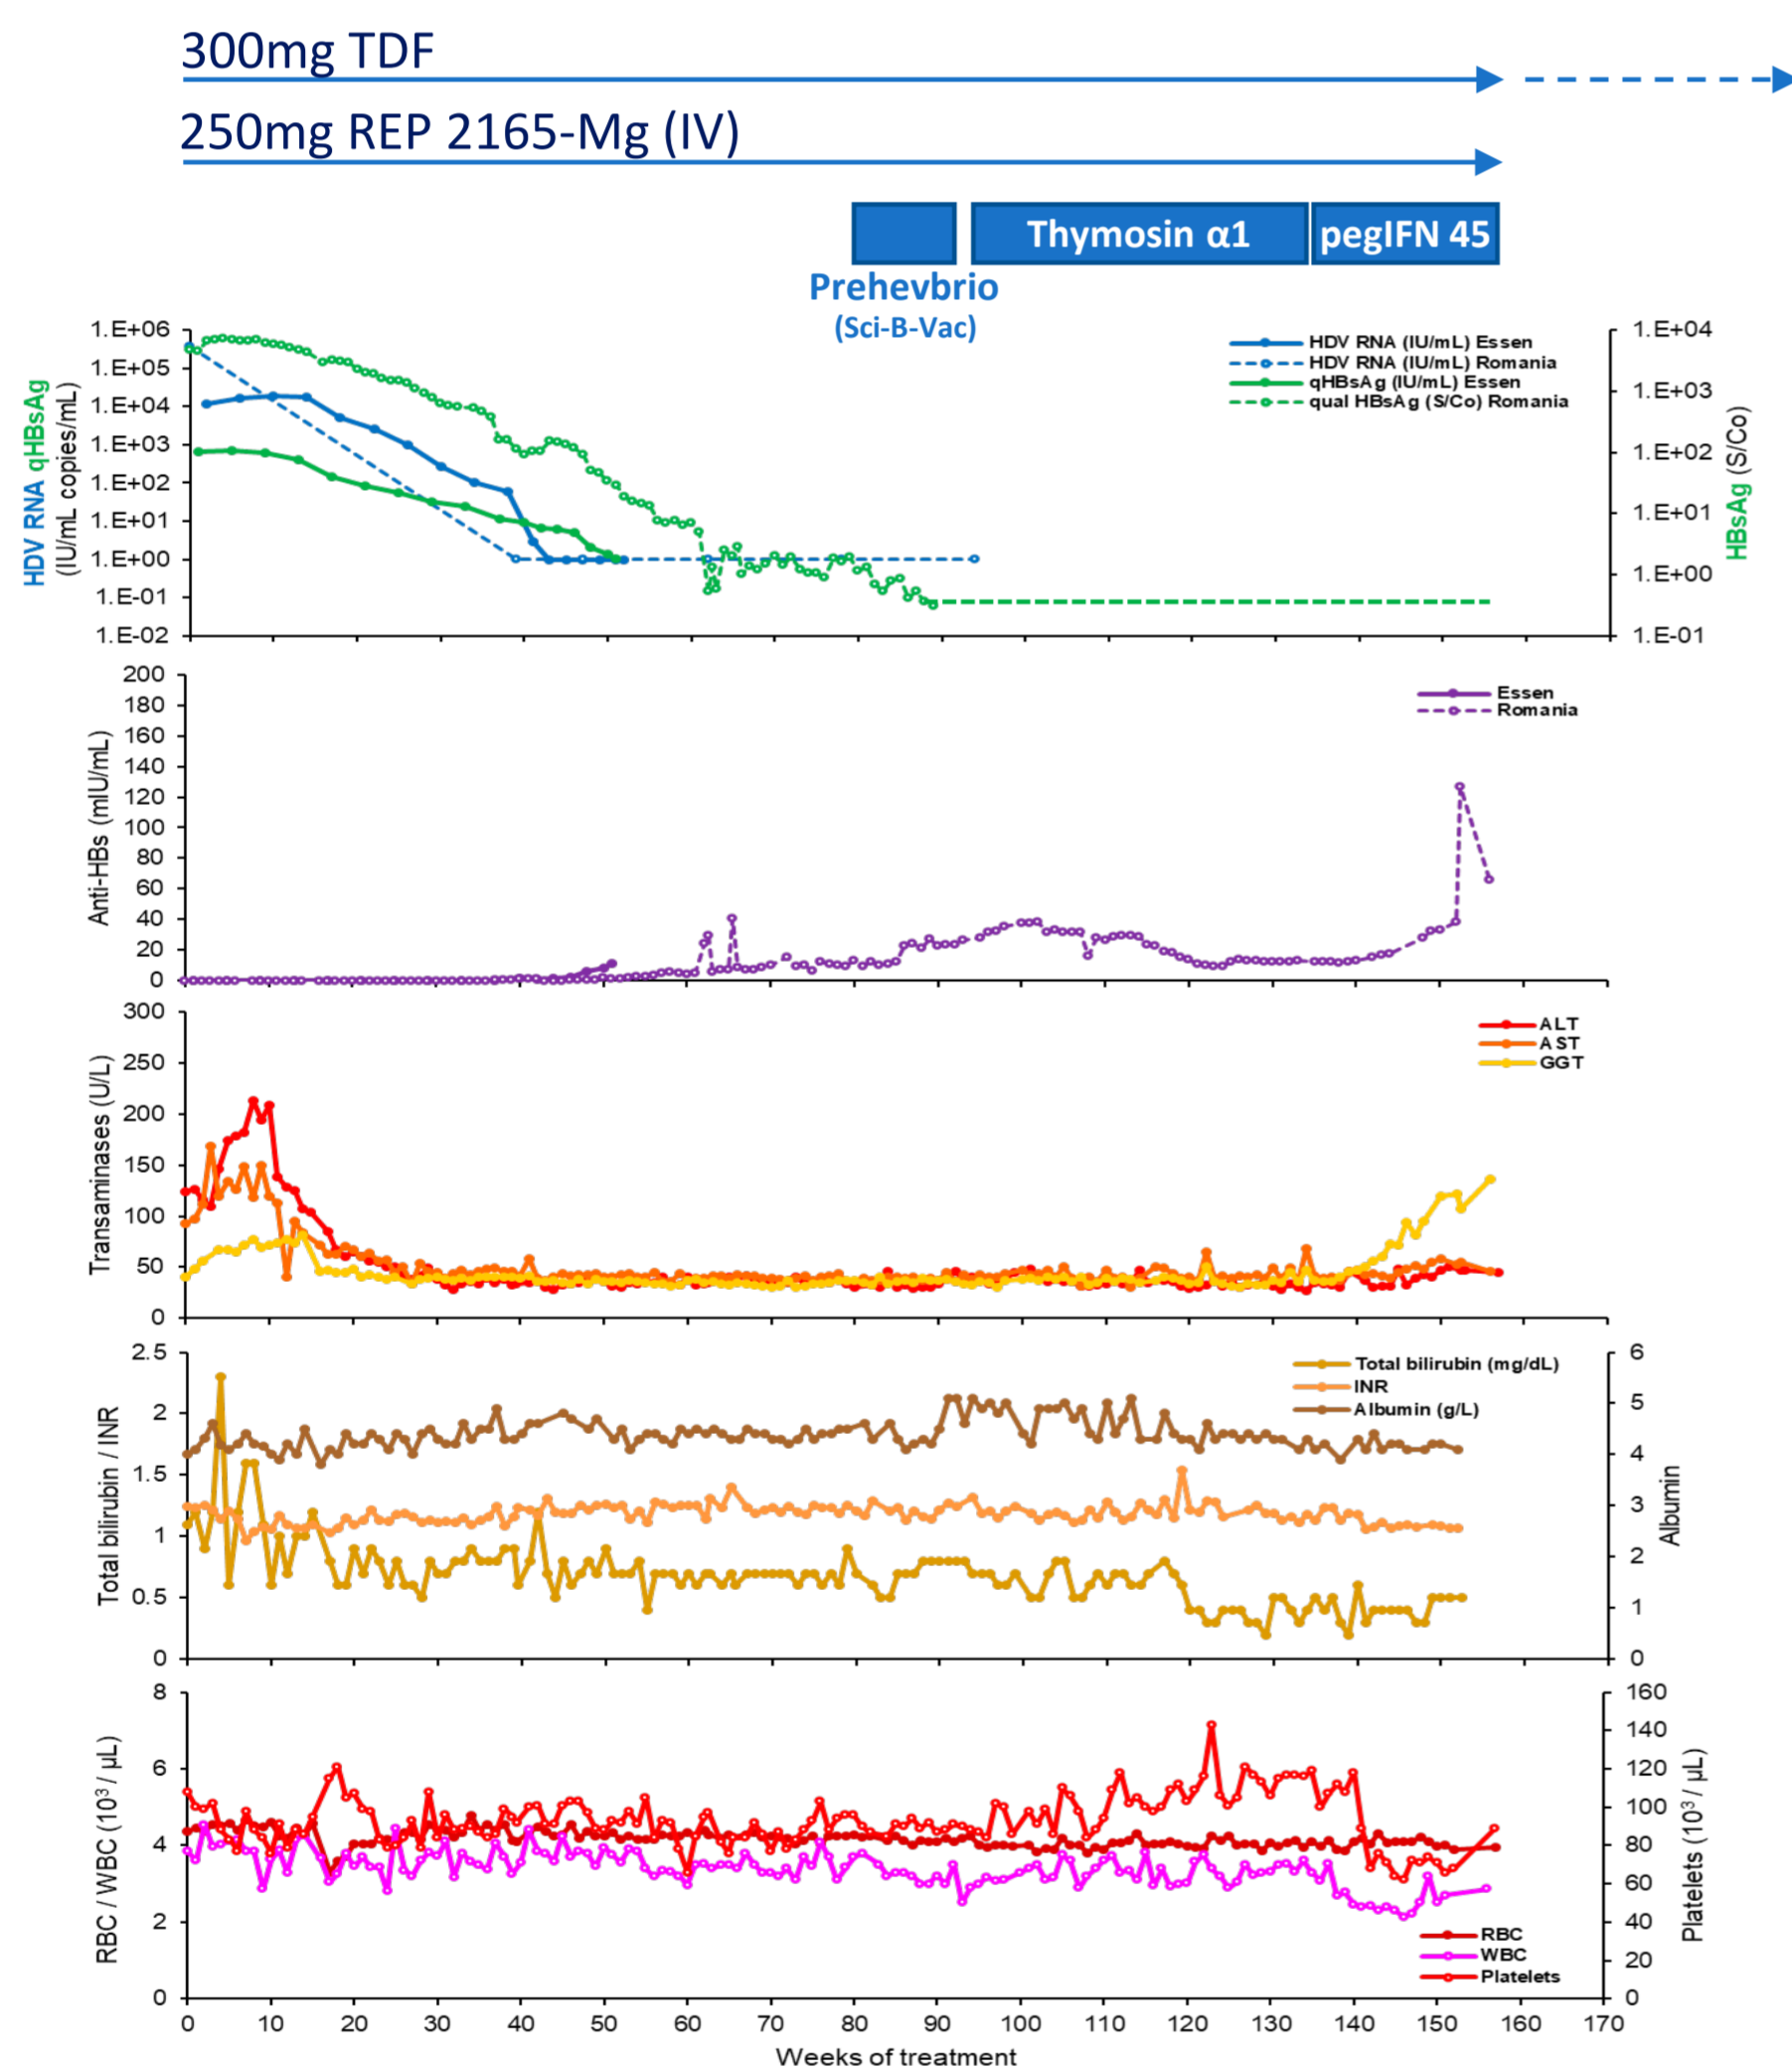 300mg TDF
250mg REP 2165-Mg (IV)
Thymosin α1
pegIFN 45
Prehevbrio
(Sci-B-Vac)
HDV RNA qHBsAg
(IU/mL copies/mL)
1.E+06
1.E+05
1.E+04
1.E+03
1.E+02
1.E+01
1.E+00
1.E-01
1.E-02
HDV RNA (IU/mL) Essen
HDV RNA (IU/mL) Romania
qHBsAg (IU/mL) Essen
qual HBsAg (S/Co) Romania
1.E+04
1.E+03
1.E+02
1.E+01
1.E+00
1.E-01
HBsAg (S/Co)
Anti-HBs (mIU/mL)
200
180
160
140
120
100
80
60
40
20
0
Essen
Romania
Transaminases (U/L)
300
250
200
150
100
50
0
ALT
AST
GGT
Total bilirubin / INR
2.5
2
1.5
1
0.5
0
Total bilirubin (mg/dL)
INR
Albumin (g/L)
6
5
4
3
2
1
0
Albumin
RBC / WBC (10³ / µL)
8
6
4
2
0
RBC
WBC
Platelets
160
140
120
100
80
60
40
20
0
Platelets (10³ / µL)
0 10 20 30 40 50 60 70 80 90 100 110 120 130 140 150 160 170
Weeks of treatment